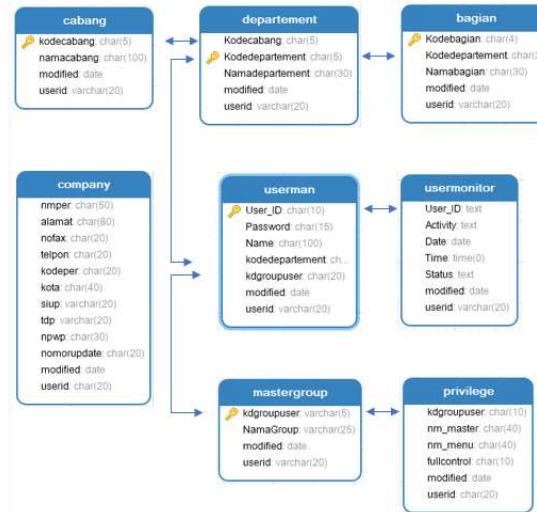 cabang
kodecabang: char(5)
namacabang: char(100)
modified: date
userid: varchar(20)
departement
Kodecabang: char(5)
Kodedepartement: char(5)
Namadepartement: char(30)
modified: date
userid: varchar(20)
bagian
Kodebagian: char(4)
Kodedepartement: char(
Namabagian: char(30)
modified: date
userid: varchar(20)
company
nmper: char(50)
alamat: char(60)
nofax: char(20)
telpon: char(20)
kodeper: char(20)
kota: char(40)
siup: varchar(20)
tdp: varchar(20)
npwp: char(30)
nomorupdate: char(20)
modified: date
userid: char(20)
userman
User_ID: char(10)
Password: char(15)
Name: char(100)
kodedepartement: ch...
kdgroupuser: char(20)
modified: date
userid: varchar(20)
usermonitor
User_ID: text
Activity: text
Date: date
Time: time(0)
Status: text
modified: date
userid: varchar(20)
mastergroup
kdgroupuser: varchar(5)
NamaGroup: varchar(25)
modified: date
userid: varchar(20)
privilege
kdgroupuser: char(10)
nm_master: char(40)
nm_menu: char(40)
fullcontrol: char(10)
modified: date
userid: char(20)